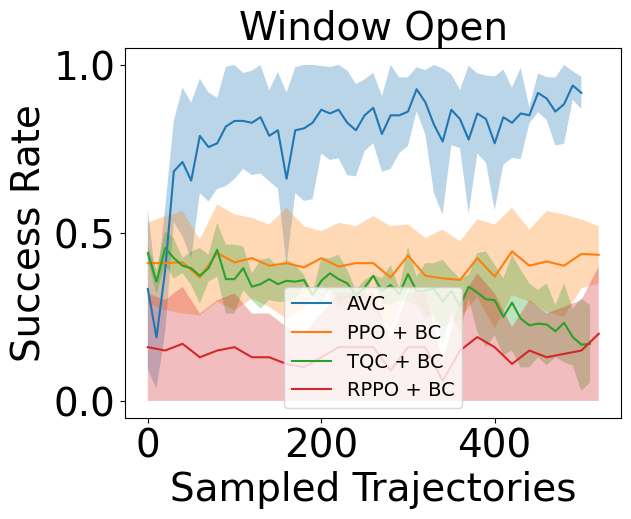 Window Open
1.0
0.5
0.0
Success Rate
AVC
PPO + BC
TQC + BC
RPPO + BC
0 200 400
Sampled Trajectories